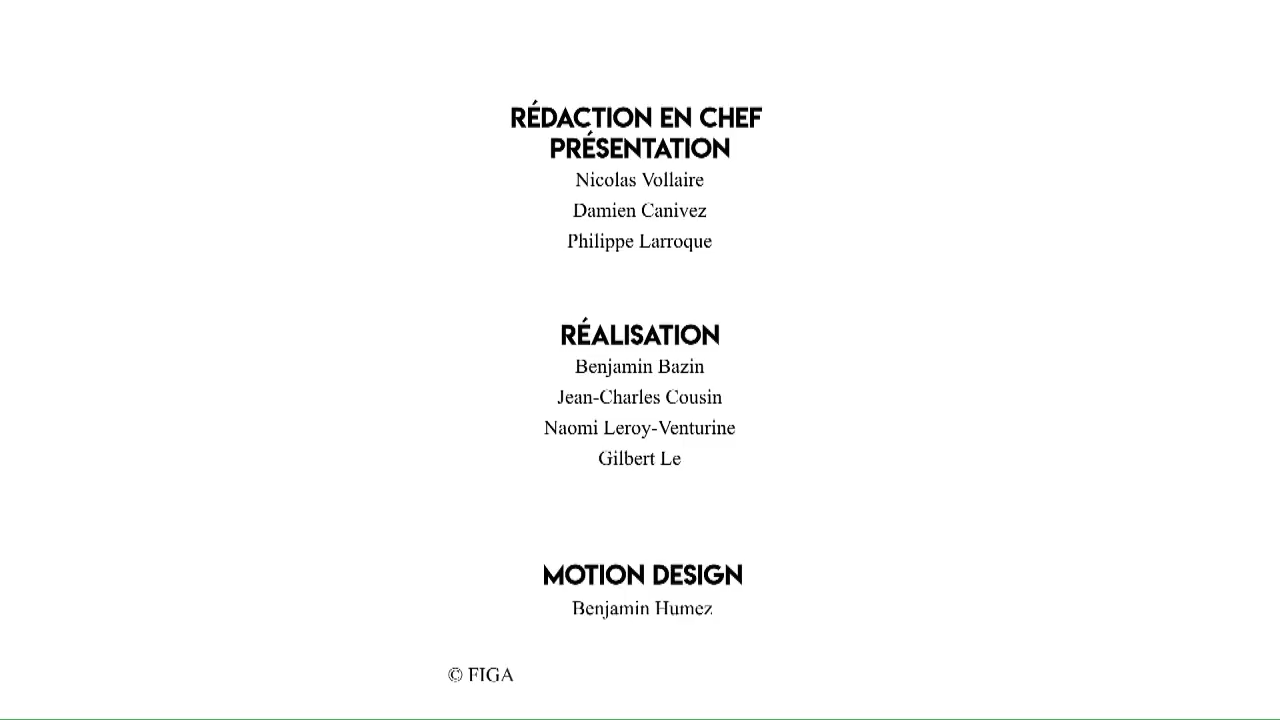 RÉDACTION EN CHEF
PRÉSENTATION
Nicolas Vollaire
Damien Canivez
Philippe Larroque
RÉALISATION
Benjamin Bazin
Jean-Charles Cousin
Naomi Leroy-Venturine
Gilbert Le
MOTION DESIGN
Benjamin Humez
© FIGA